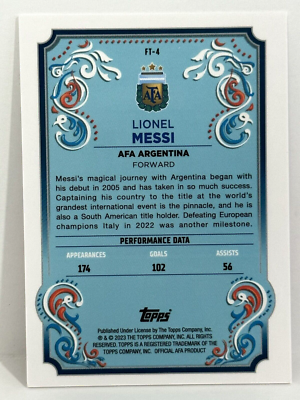 FT-4
AFA
LIONEL
MESSI
AFA ARGENTINA
FORWARD
Messi's magical journey with Argentina began with
his debut in 2005 and has taken in so much success.
Captaining his country to the title at the world's
grandest international event is the pinnacle, and he is
also a South American title holder. Defeating European
champions Italy in 2022 was another milestone.
PERFORMANCE DATA
APPEARANCES GOALS ASSISTS
174 102 56
Topps
Published Under License by The Topps Company, Inc.
® & © 2023 THE TOPPS COMPANY, INC. ALL RIGHTS
RESERVED. TOPPS IS A REGISTERED TRADEMARK OF THE
TOPPS COMPANY, INC. OFFICIAL AFA PRODUCT